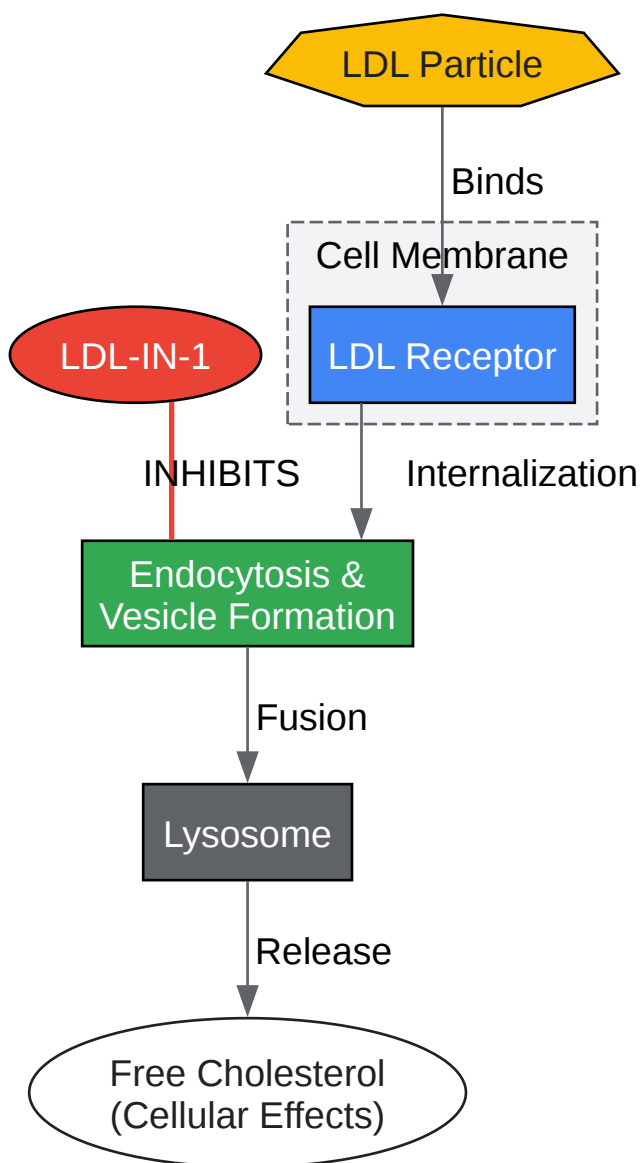 LDL Particle
Binds
Cell Membrane
LDL-IN-1
LDL Receptor
INHIBITS
Internalization
Endocytosis &
Vesicle Formation
Fusion
Lysosome
Release
Free Cholesterol
(Cellular Effects)